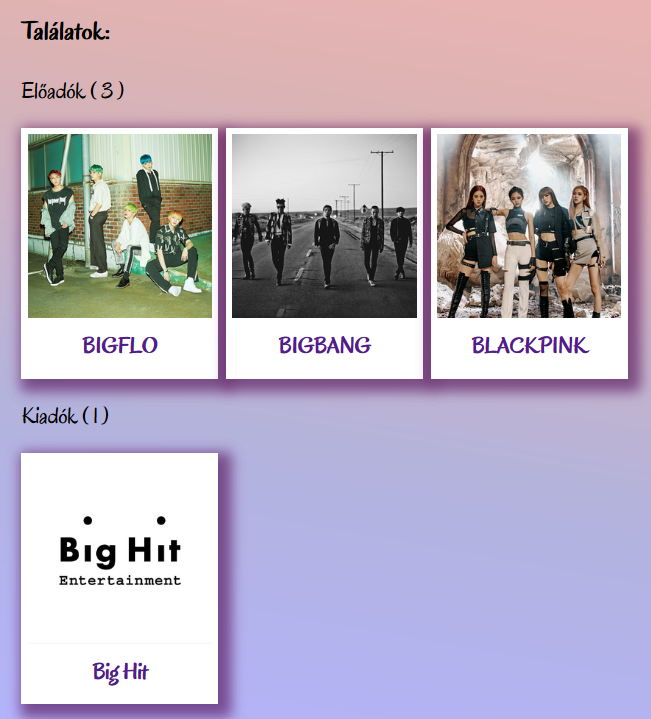 Találatok:
Előadók ( 3 )
BIGFLO
BIGBANG
BLACKPINK
Kiadók ( 1 )
Big Hit
Entertainment
Big Hit